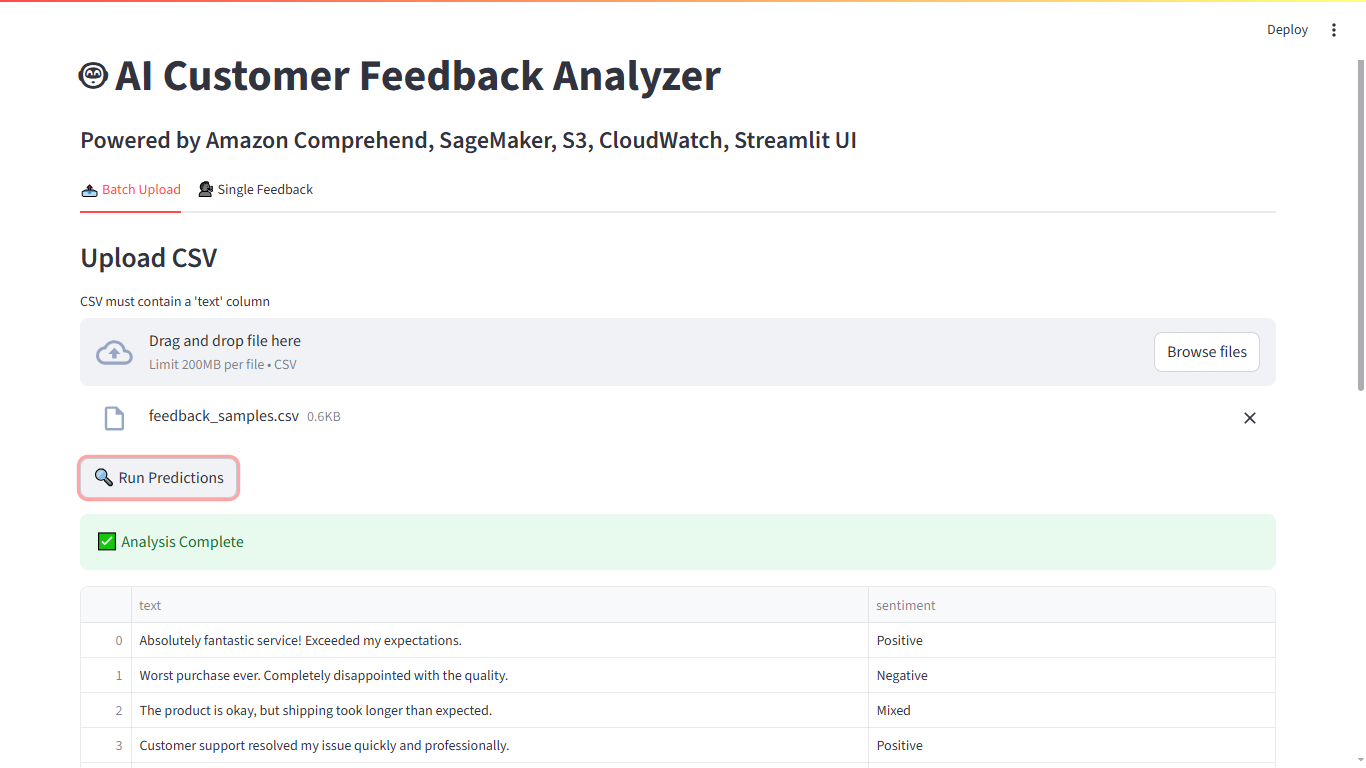 Deploy
AI Customer Feedback Analyzer
Powered by Amazon Comprehend, SageMaker, S3, CloudWatch, Streamlit UI
Batch Upload Single Feedback
Upload CSV
CSV must contain a 'text' column
Drag and drop file here
Limit 200MB per file • CSV
Browse files
feedback_samples.csv 0.6KB
Run Predictions
Analysis Complete
text sentiment
0 Absolutely fantastic service! Exceeded my expectations. Positive
1 Worst purchase ever. Completely disappointed with the quality. Negative
2 The product is okay, but shipping took longer than expected. Mixed
3 Customer support resolved my issue quickly and professionally. Positive